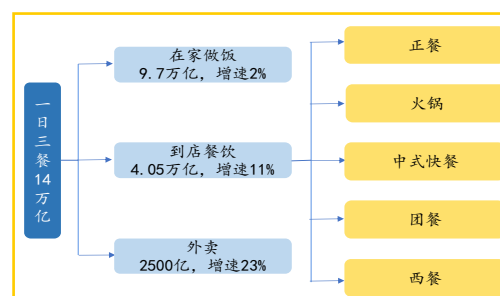 一日三餐14万亿
在家做饭
9.7万亿，增速2%
到店餐饮
4.05万亿，增速11%
外卖
2500亿，增速23%
正餐
火锅
中式快餐
团餐
西餐